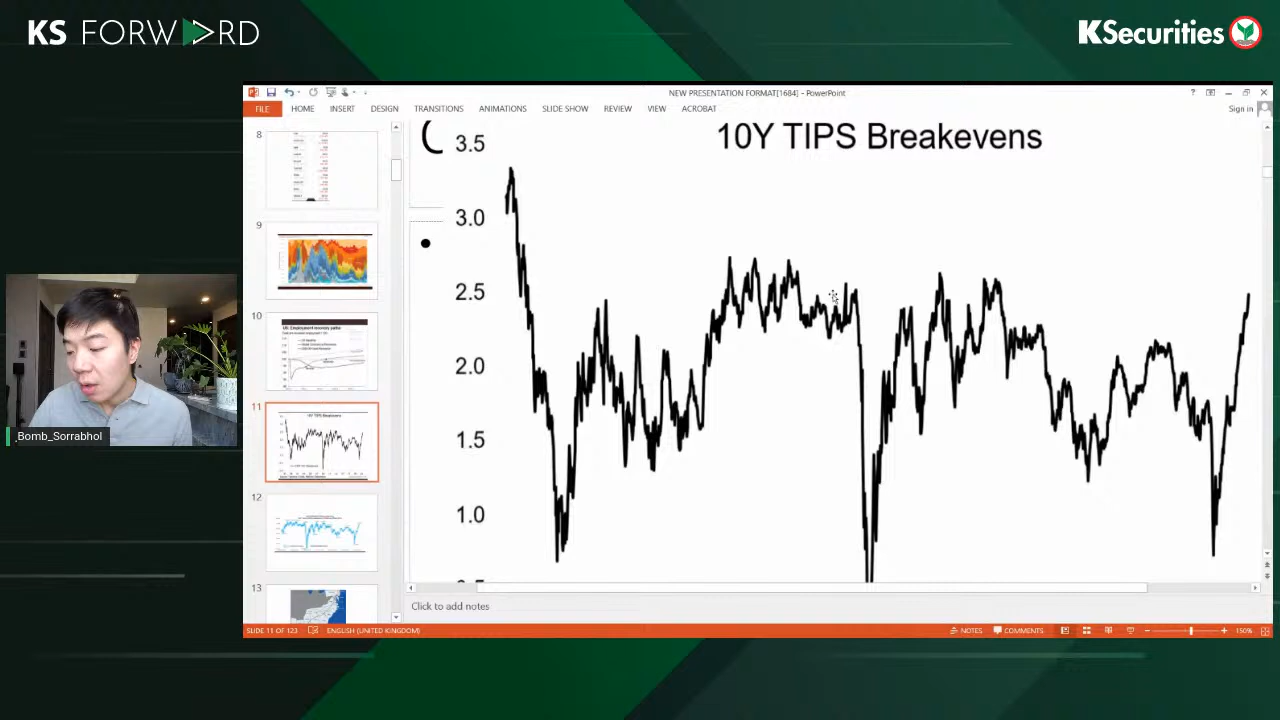 KS FORWARD
KSecurities
NEW PRESENTATION FORMAT[1684] - PowerPoint
FILE HOME INSERT DESIGN TRANSITIONS ANIMATIONS SLIDE SHOW REVIEW VIEW ACROBAT
Sign in
8
9
10
11
12
13
10Y TIPS Breakevens
3.5
3.0
2.5
2.0
1.5
1.0
_Bomb_Sorrabhol
Click to add notes
SLIDE 11 OF 123
ENGLISH (UNITED KINGDOM)
NOTES
COMMENTS
150%